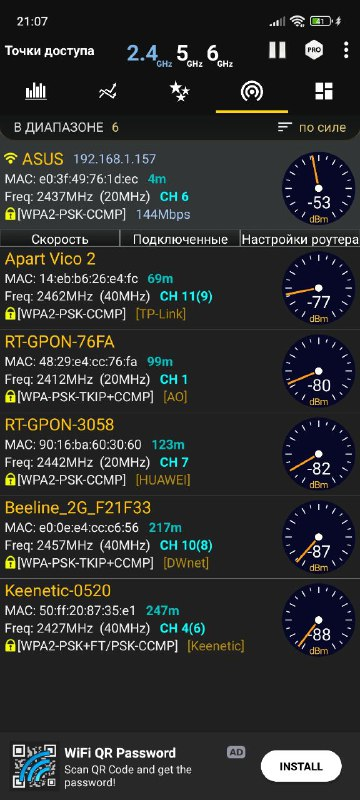 21:07
41
Точки доступа
2.4GHz 5GHz 6GHz
PRO
В ДИАПАЗОНЕ 6
по силе
ASUS 192.168.1.157
MAC: e0:3f:49:76:1d:ec 4m
Freq: 2437MHz (20MHz) CH 6
[WPA2-PSK-CCMP] 144Mbps
-53
dBm
Скорость Подключенные Настройки роутера
Apart Vico 2
MAC: 14:eb:b6:26:e4:fc 69m
Freq: 2462MHz (40MHz) CH 11(9)
[WPA2-PSK-CCMP] [TP-Link]
-77
dBm
RT-GPON-76FA
MAC: 48:29:e4:cc:76:fa 99m
Freq: 2412MHz (20MHz) CH 1
[WPA-PSK-TKIP+CCMP] [AO]
-80
dBm
RT-GPON-3058
MAC: 90:16:ba:60:30:60 123m
Freq: 2442MHz (20MHz) CH 7
[WPA2-PSK-CCMP] [HUAWEI]
-82
dBm
Beeline_2G_F21F33
MAC: e0:0e:e4:cc:c6:56 217m
Freq: 2457MHz (40MHz) CH 10(8)
[WPA-PSK-TKIP+CCMP] [DWnet]
-87
dBm
Keenetic-0520
MAC: 50:ff:20:87:35:e1 247m
Freq: 2427MHz (40MHz) CH 4(6)
[WPA2-PSK+FT/PSK-CCMP] [Keenetic]
-88
dBm
WiFi QR Password
AD
Scan QR Code and get the
password!
INSTALL